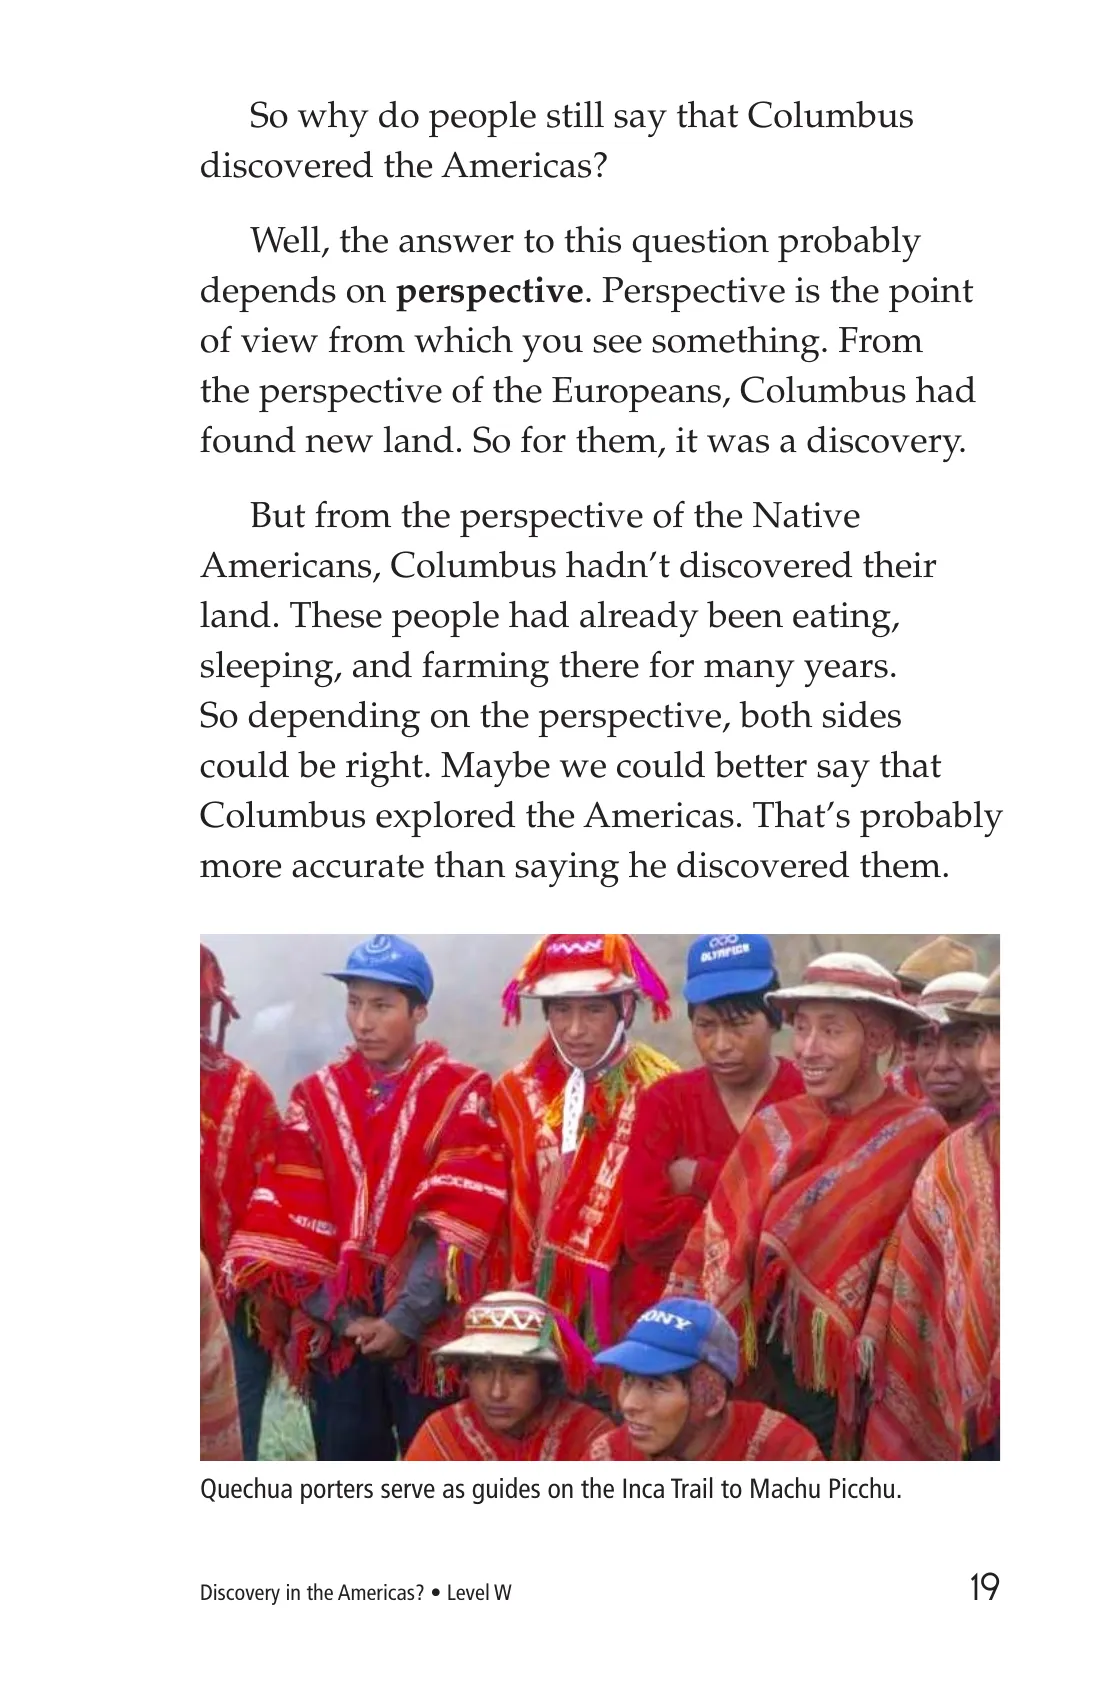 So why do people still say that Columbus
discovered the Americas?
Well, the answer to this question probably
depends on perspective. Perspective is the point
of view from which you see something. From
the perspective of the Europeans, Columbus had
found new land. So for them, it was a discovery.
But from the perspective of the Native
Americans, Columbus hadn’t discovered their
land. These people had already been eating,
sleeping, and farming there for many years.
So depending on the perspective, both sides
could be right. Maybe we could better say that
Columbus explored the Americas. That’s probably
more accurate than saying he discovered them.
OLYMPICS
SONY
Quechua porters serve as guides on the Inca Trail to Machu Picchu.
Discovery in the Americas? • Level W 19